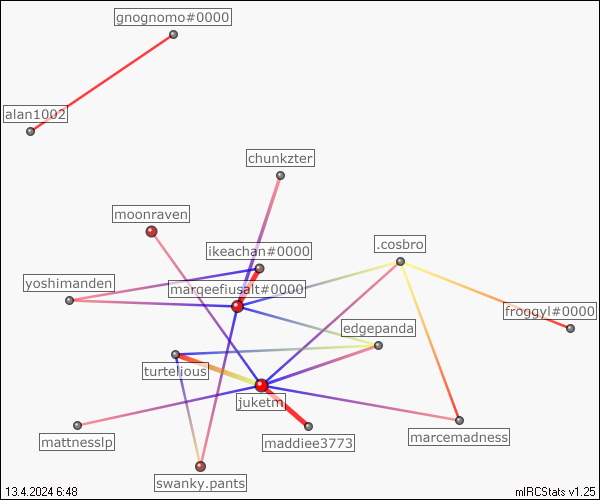 gnognomo#0000
alan1002
chunkzter
moonraven
ikeachan#0000
.cosbro
yoshimanden
margeefiusalt#0000
froggyl#0000
edgepanda
turtelious
juketm
mattnesslp
maddiee3773
marcemadness
swanky.pants
13.4.2024 6:48
mIRCStats v1.25